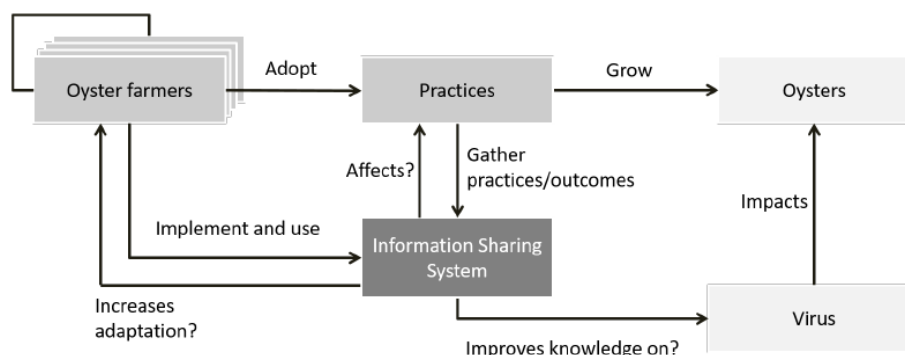 Adopt
Grow
Oyster farmers
Practices
Oysters
Affects?
Gather
practices/outcomes
Impacts
Implement and use
Information Sharing
System
Increases
adaptation?
Virus
Improves knowledge on?